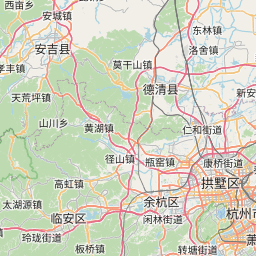 西亩乡
安城镇
东林镇
洛舍镇
安吉县
莫干山镇
孝丰镇
德清县
天荒坪镇
新安
山川乡
黄湖镇
仁和街道
径山镇
瓶窑镇
康桥街道
高虹镇
拱墅区
太湖源镇
余杭区
杭州市
临安区
闲林街道
玲珑街道
萧
板桥镇
转塘街道